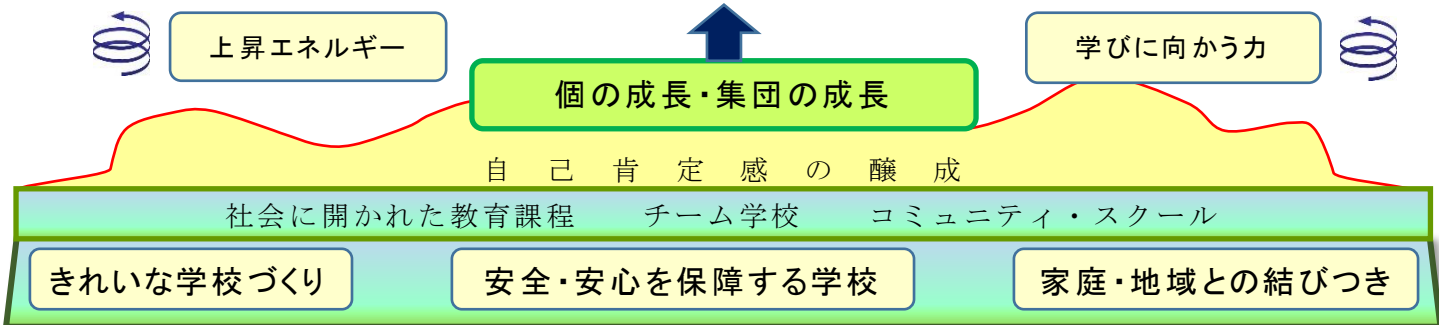 上昇エネルギー
学びに向かう力
個の成長・集団の成長
自己肯定感の醸成
社会に開かれた教育課程 チーム学校 コミュニティ・スクール
きれいな学校づくり 安全・安心を保障する学校 家庭・地域との結びつき